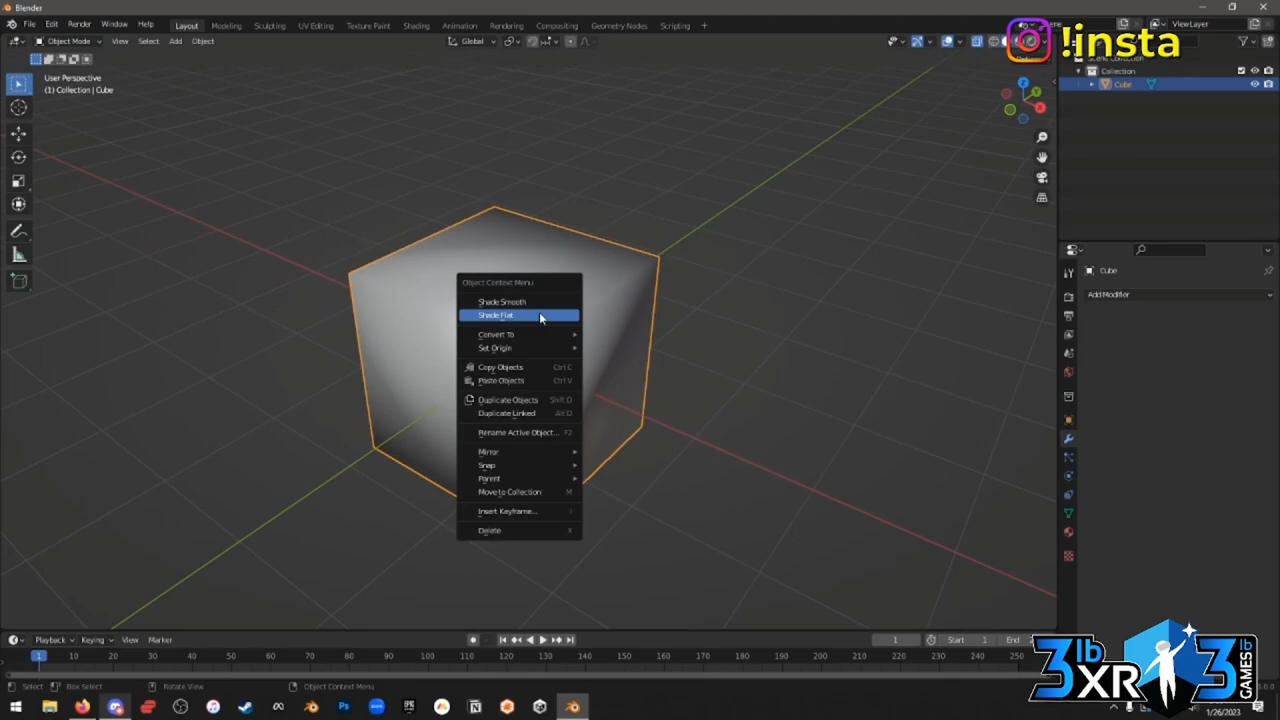 Blender
File Edit Render Window Help
Layout Modeling Sculpting UV Editing Texture Paint Shading Animation Rendering Compositing Geometry Nodes Scripting +
ViewLayer
!insta
Object Mode View Select Add Object
Global
Collection
Cube
User Perspective
(1) Collection | Cube
Cube
Add Modifier
Object Context Menu
Shade Smooth
Shade Flat
Convert To
Set Origin
Copy Objects Ctrl C
Paste Objects Ctrl V
Duplicate Objects Shift D
Duplicate Linked Alt D
Rename Active Object... F2
Mirror
Snap
Parent
Move to Collection M
Insert Keyframe... I
Delete X
Playback Keying View Marker
1 Start 1 End
1 10 20 30 40 50 60 70 80 90 100 110 120 130 140 150 160 170 180 190 200 210 220 230 240 250
Select Box Select Rotate View Object Context Menu
3lb XR
3lb GAMES
1/26/2023